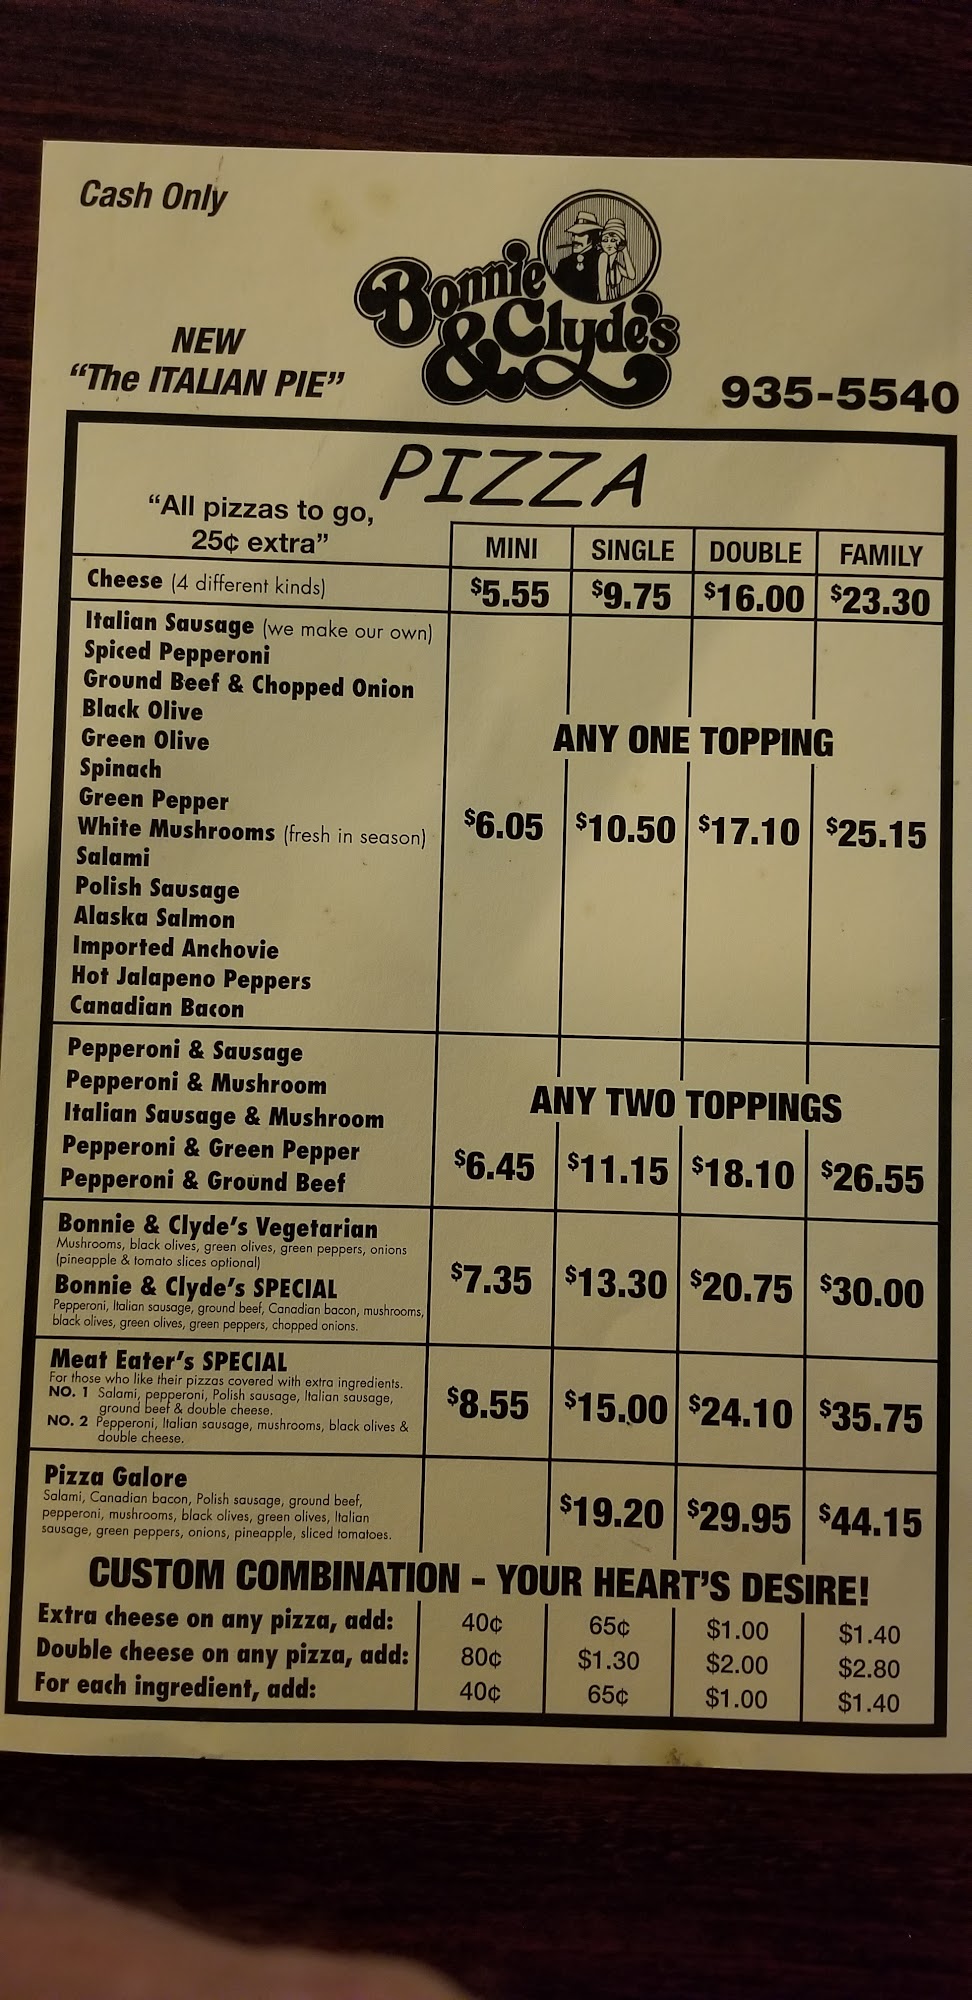 Cash Only
Bonnie
& Clyde's
NEW
"The ITALIAN PIE"
935-5540
PIZZA
"All pizzas to go,
25¢ extra"
MINI SINGLE DOUBLE FAMILY
Cheese (4 different kinds) $5.55 $9.75 $16.00 $23.30
Italian Sausage (we make our own)
Spiced Pepperoni
Ground Beef & Chopped Onion
Black Olive
Green Olive
Spinach
Green Pepper
White Mushrooms (fresh in season)
Salami
Polish Sausage
Alaska Salmon
Imported Anchovie
Hot Jalapeno Peppers
Canadian Bacon
ANY ONE TOPPING
$6.05 $10.50 $17.10 $25.15
Pepperoni & Sausage
Pepperoni & Mushroom
Italian Sausage & Mushroom
Pepperoni & Green Pepper
Pepperoni & Ground Beef
ANY TWO TOPPINGS
$6.45 $11.15 $18.10 $26.55
Bonnie & Clyde's Vegetarian
Mushrooms, black olives, green olives, green peppers, onions
(pineapple & tomato slices optional)
Bonnie & Clyde's SPECIAL
Pepperoni, Italian sausage, ground beef, Canadian bacon, mushrooms,
black olives, green olives, green peppers, chopped onions.
$7.35 $13.30 $20.75 $30.00
Meat Eater's SPECIAL
For those who like their pizzas covered with extra ingredients.
NO. 1 Salami, pepperoni, Polish sausage, Italian sausage,
ground beef & double cheese.
NO. 2 Pepperoni, Italian sausage, mushrooms, black olives &
double cheese.
$8.55 $15.00 $24.10 $35.75
Pizza Galore
Salami, Canadian bacon, Polish sausage, ground beef,
pepperoni, mushrooms, black olives, green olives, Italian
sausage, green peppers, onions, pineapple, sliced tomatoes.
$19.20 $29.95 $44.15
CUSTOM COMBINATION - YOUR HEART'S DESIRE!
Extra cheese on any pizza, add: 40¢ 65¢ $1.00 $1.40
Double cheese on any pizza, add: 80¢ $1.30 $2.00 $2.80
For each ingredient, add: 40¢ 65¢ $1.00 $1.40